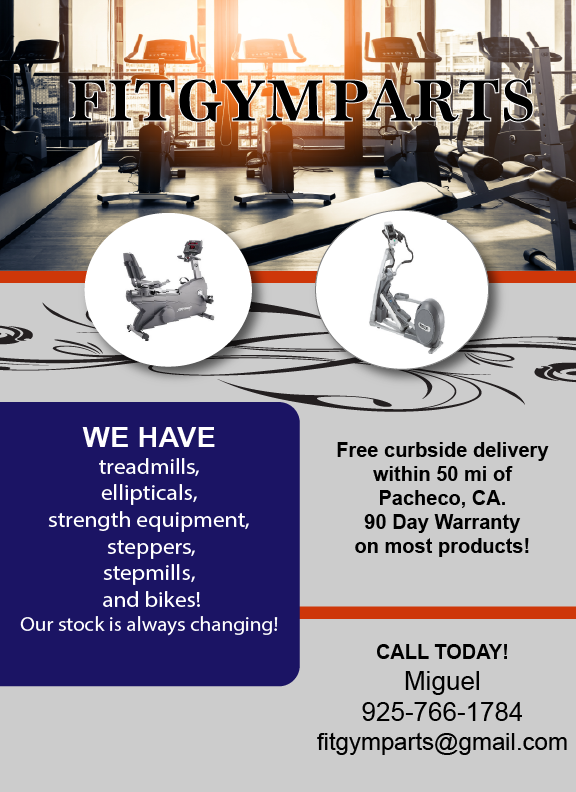 FITGYMPARTS
WE HAVE
treadmills,
ellipticals,
strength equipment,
steppers,
stepmills,
and bikes!
Our stock is always changing!
Free curbside delivery
within 50 mi of
Pacheco, CA.
90 Day Warranty
on most products!
CALL TODAY!
Miguel
925-766-1784
fitgymparts@gmail.com